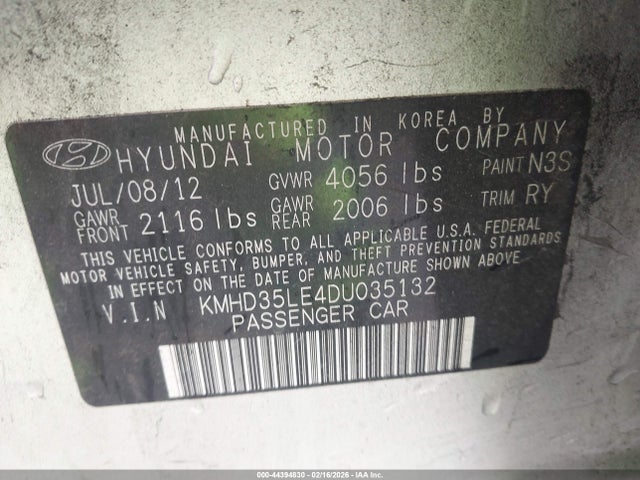 MANUFACTURED IN KOREA BY
HYUNDAI MOTOR COMPANY
JUL/08/12 GVWR 4056 lbs PAINT N3S
GAWR FRONT 2116 lbs GAWR REAR 2006 lbs TRIM RY
THIS VEHICLE CONFORMS TO ALL APPLICABLE U.S.A. FEDERAL
MOTOR VEHICLE SAFETY, BUMPER, AND THEFT PREVENTION STANDARDS
IN EFFECT ON THE DATE OF MANUFACTURE SHOWN ABOVE.
V.I.N KMHD35LE4DU035132
PASSENGER CAR
000-44394830 - 02/16/2026 - IAA Inc.